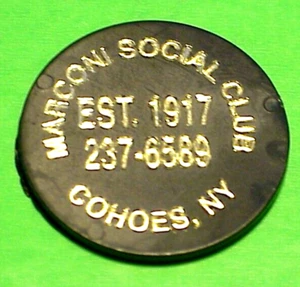 MARCONI SOCIAL CLUB
EST. 1917
237-6589
COHOES, NY